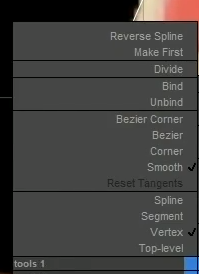 Reverse Spline
Make First
Divide
Bind
Unbind
Bezier Corner
Bezier
Corner
Smooth ✓
Reset Tangents
Spline
Segment
Vertex ✓
Top-level
tools 1